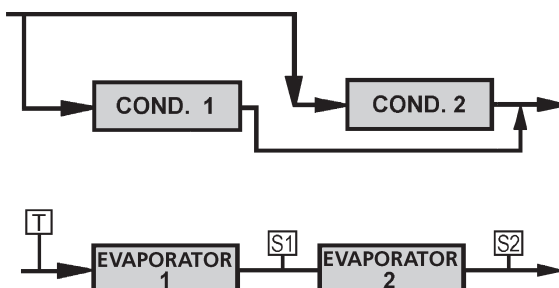 COND. 1
COND. 2
T
S1
S2
EVAPORATOR
1
EVAPORATOR
2